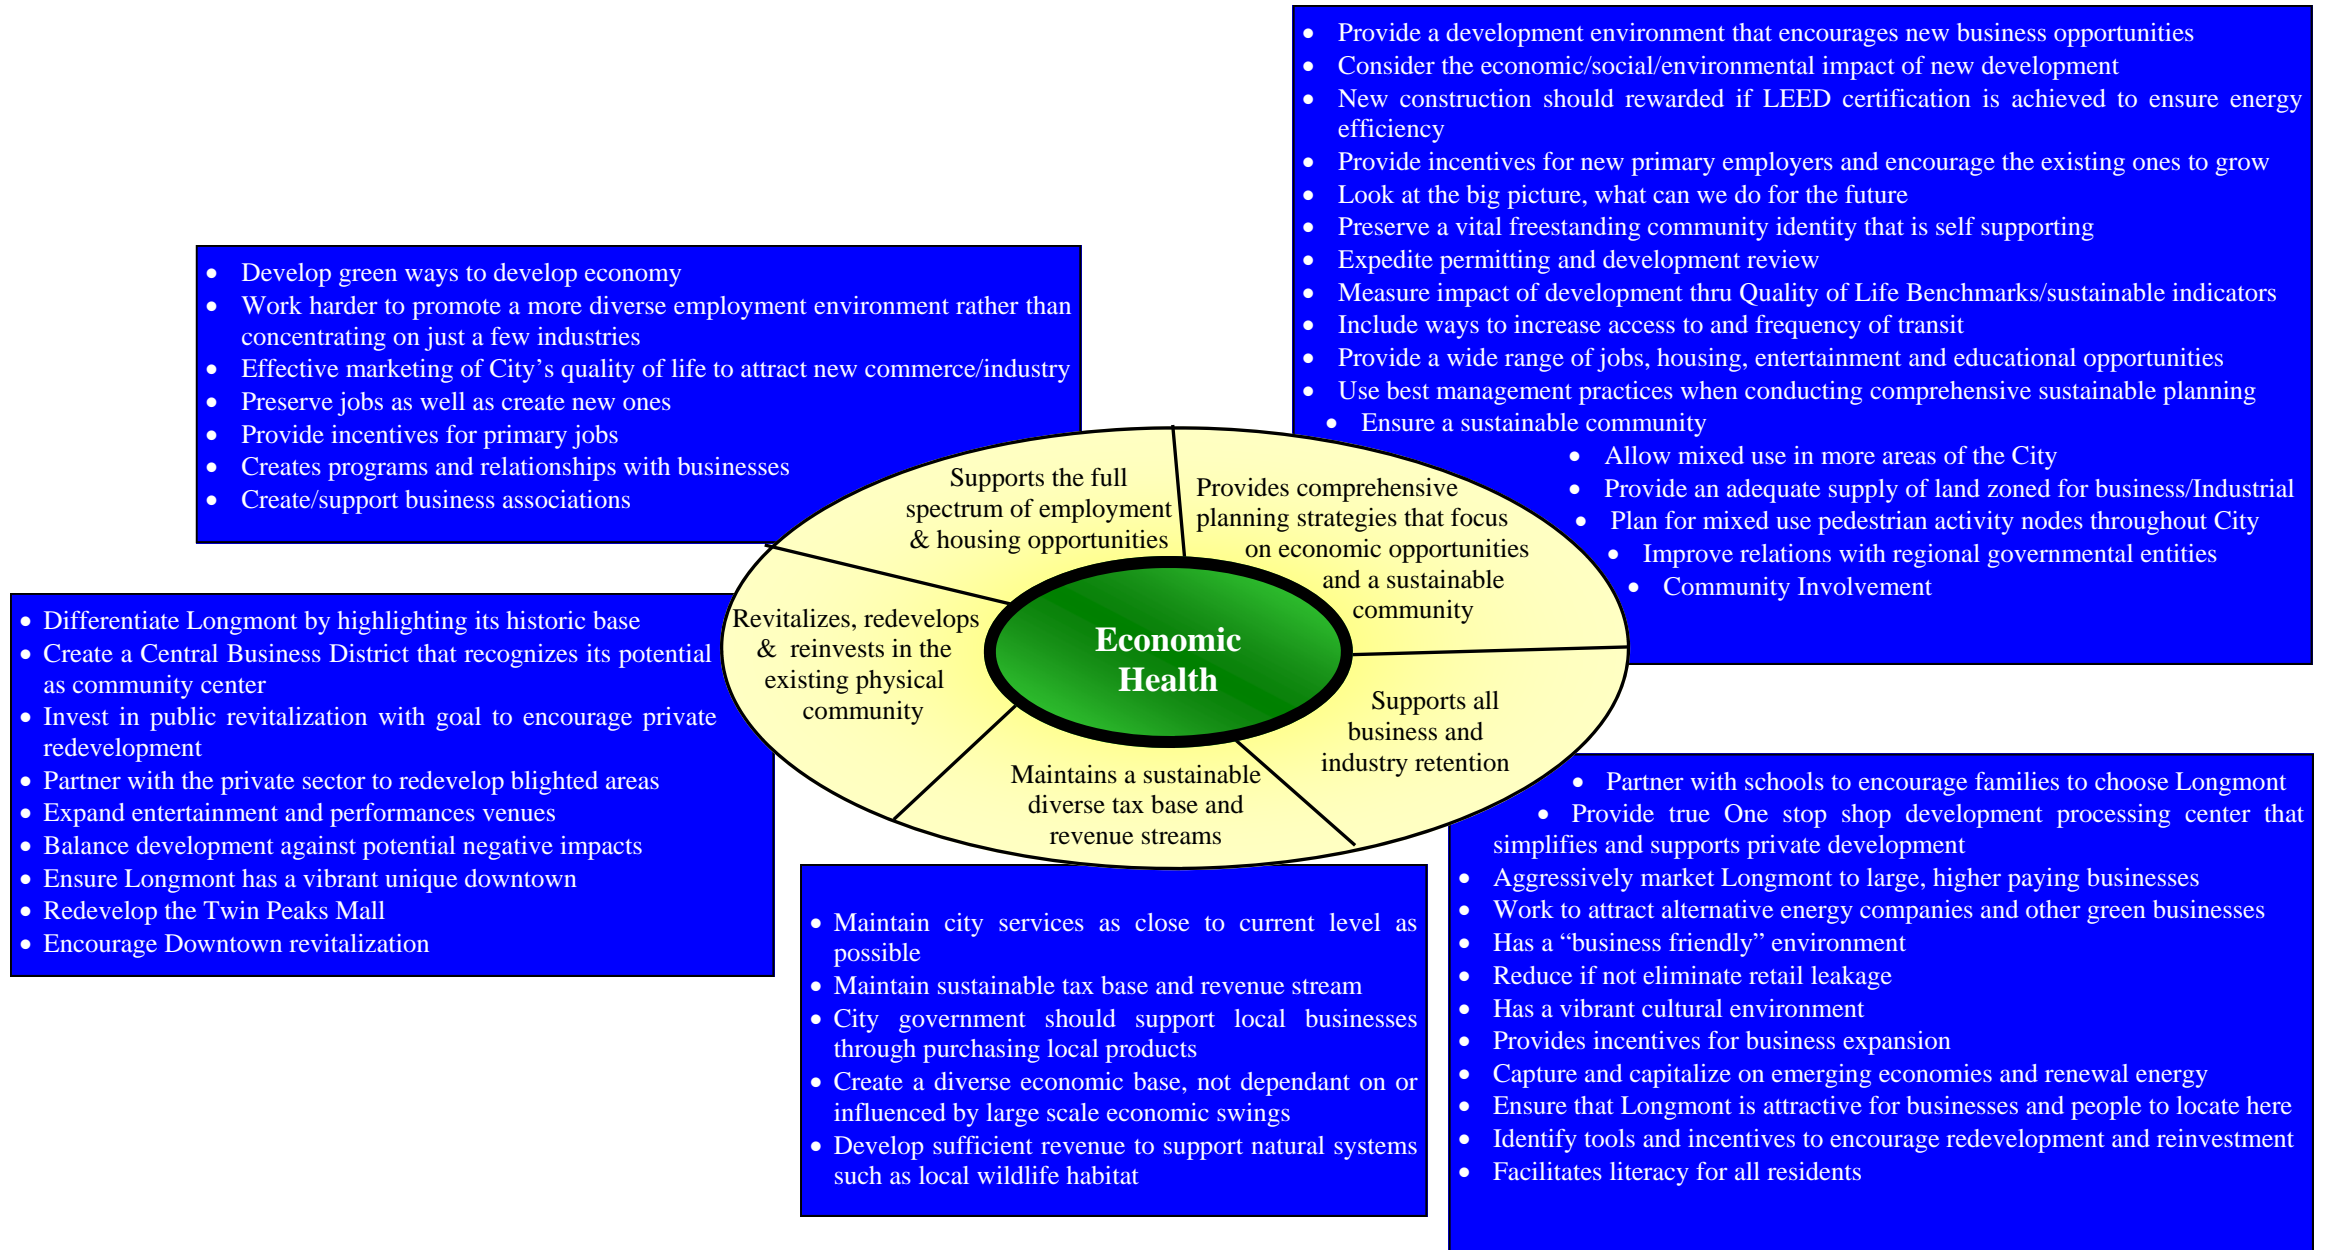 • Provide a development environment that encourages new business opportunities
• Consider the economic/social/environmental impact of new development
• New construction should rewarded if LEED certification is achieved to ensure energy
efficiency
• Provide incentives for new primary employers and encourage the existing ones to grow
• Look at the big picture, what can we do for the future
• Preserve a vital freestanding community identity that is self supporting
• Expedite permitting and development review
• Measure impact of development thru Quality of Life Benchmarks/sustainable indicators
• Include ways to increase access to and frequency of transit
• Provide a wide range of jobs, housing, entertainment and educational opportunities
• Use best management practices when conducting comprehensive sustainable planning
• Ensure a sustainable community
• Allow mixed use in more areas of the City
• Provide an adequate supply of land zoned for business/Industrial
• Plan for mixed use pedestrian activity nodes throughout City
• Improve relations with regional governmental entities
• Community Involvement
• Develop green ways to develop economy
• Work harder to promote a more diverse employment environment rather than
concentrating on just a few industries
• Effective marketing of City’s quality of life to attract new commerce/industry
• Preserve jobs as well as create new ones
• Provide incentives for primary jobs
• Creates programs and relationships with businesses
• Create/support business associations
Supports the full
spectrum of employment
& housing opportunities
Provides comprehensive
planning strategies that focus
on economic opportunities
and a sustainable
community
Revitalizes, redevelops
& reinvests in the
existing physical
community
Economic
Health
Supports all
business and
industry retention
Maintains a sustainable
diverse tax base and
revenue streams
• Differentiate Longmont by highlighting its historic base
• Create a Central Business District that recognizes its potential
as community center
• Invest in public revitalization with goal to encourage private
redevelopment
• Partner with the private sector to redevelop blighted areas
• Expand entertainment and performances venues
• Balance development against potential negative impacts
• Ensure Longmont has a vibrant unique downtown
• Redevelop the Twin Peaks Mall
• Encourage Downtown revitalization
• Maintain city services as close to current level as
possible
• Maintain sustainable tax base and revenue stream
• City government should support local businesses
through purchasing local products
• Create a diverse economic base, not dependant on or
influenced by large scale economic swings
• Develop sufficient revenue to support natural systems
such as local wildlife habitat
• Partner with schools to encourage families to choose Longmont
• Provide true One stop shop development processing center that
simplifies and supports private development
• Aggressively market Longmont to large, higher paying businesses
• Work to attract alternative energy companies and other green businesses
• Has a “business friendly” environment
• Reduce if not eliminate retail leakage
• Has a vibrant cultural environment
• Provides incentives for business expansion
• Capture and capitalize on emerging economies and renewal energy
• Ensure that Longmont is attractive for businesses and people to locate here
• Identify tools and incentives to encourage redevelopment and reinvestment
• Facilitates literacy for all residents